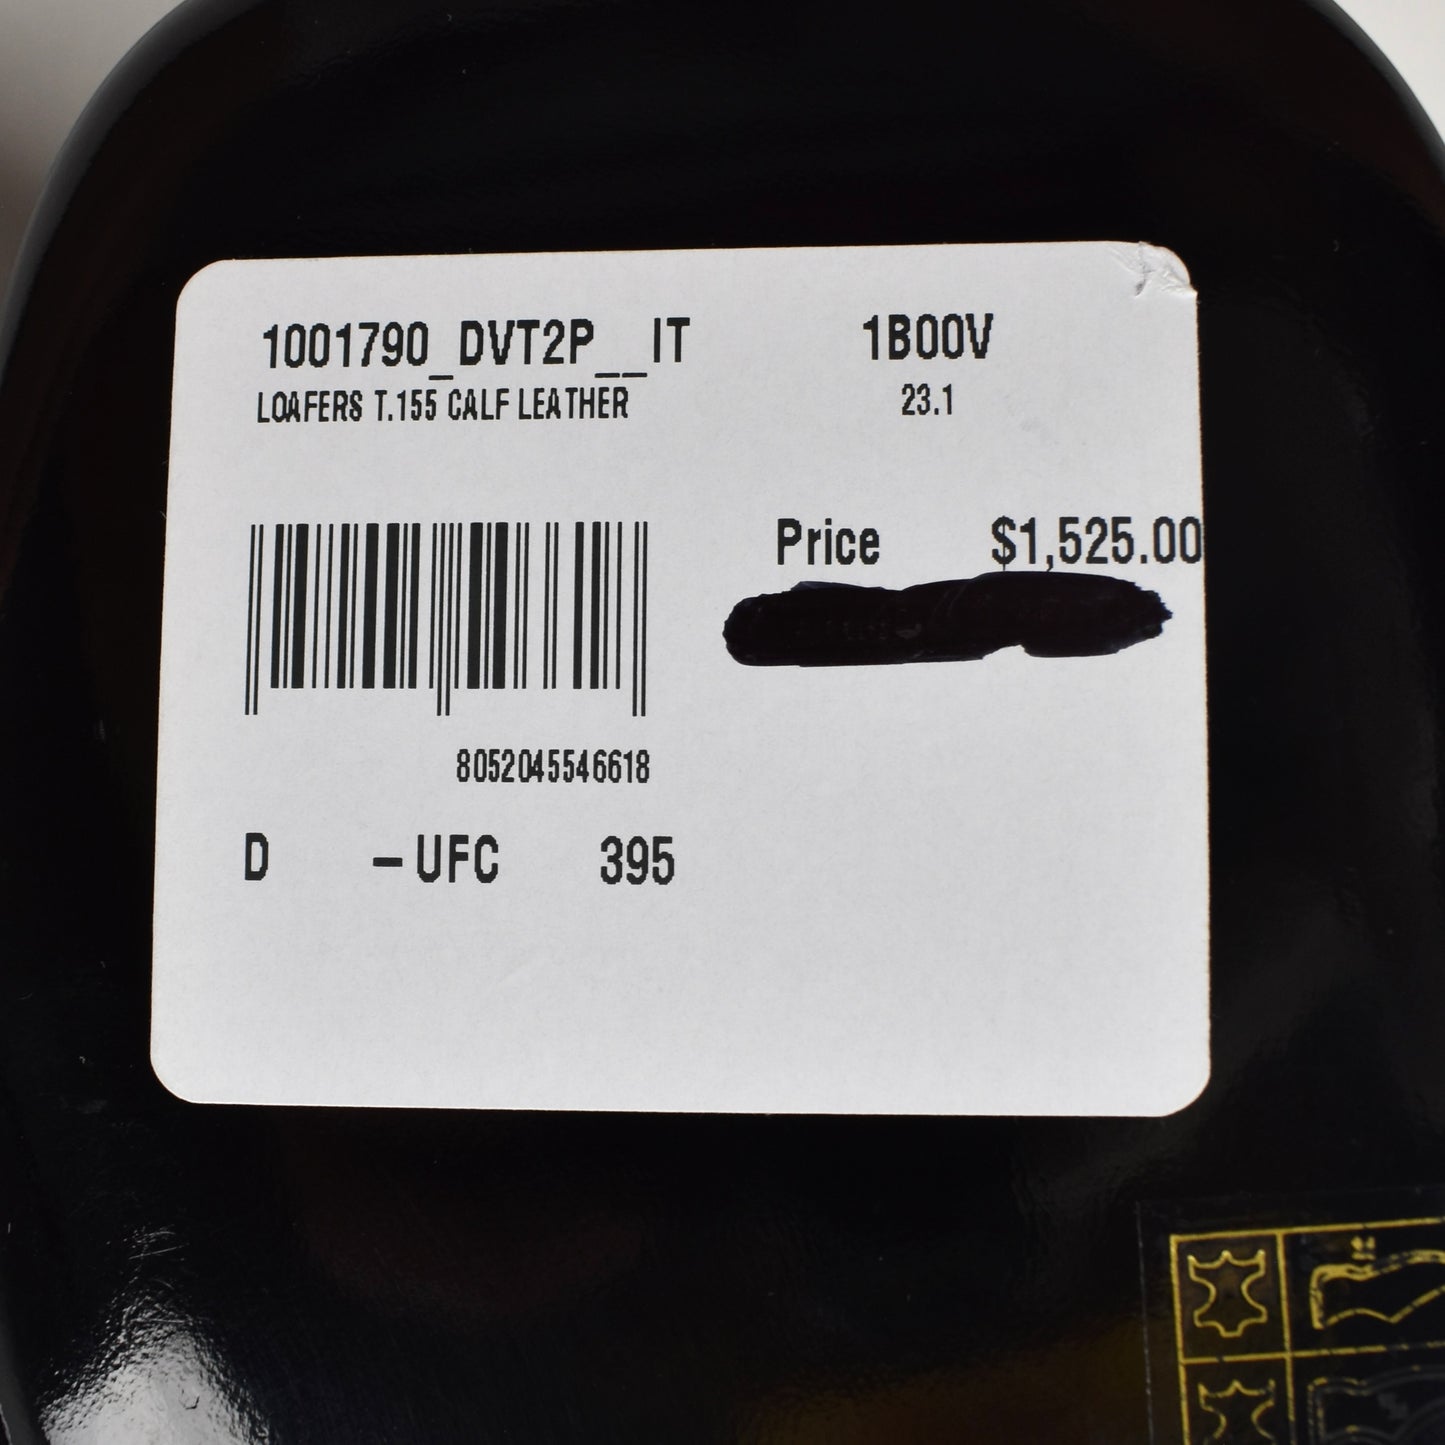 1001790_DVT2P__IT 1B00V
LOAFERS T.155 CALF LEATHER 23.1
Price $1,525.00
8052045546618
D -UFC 395